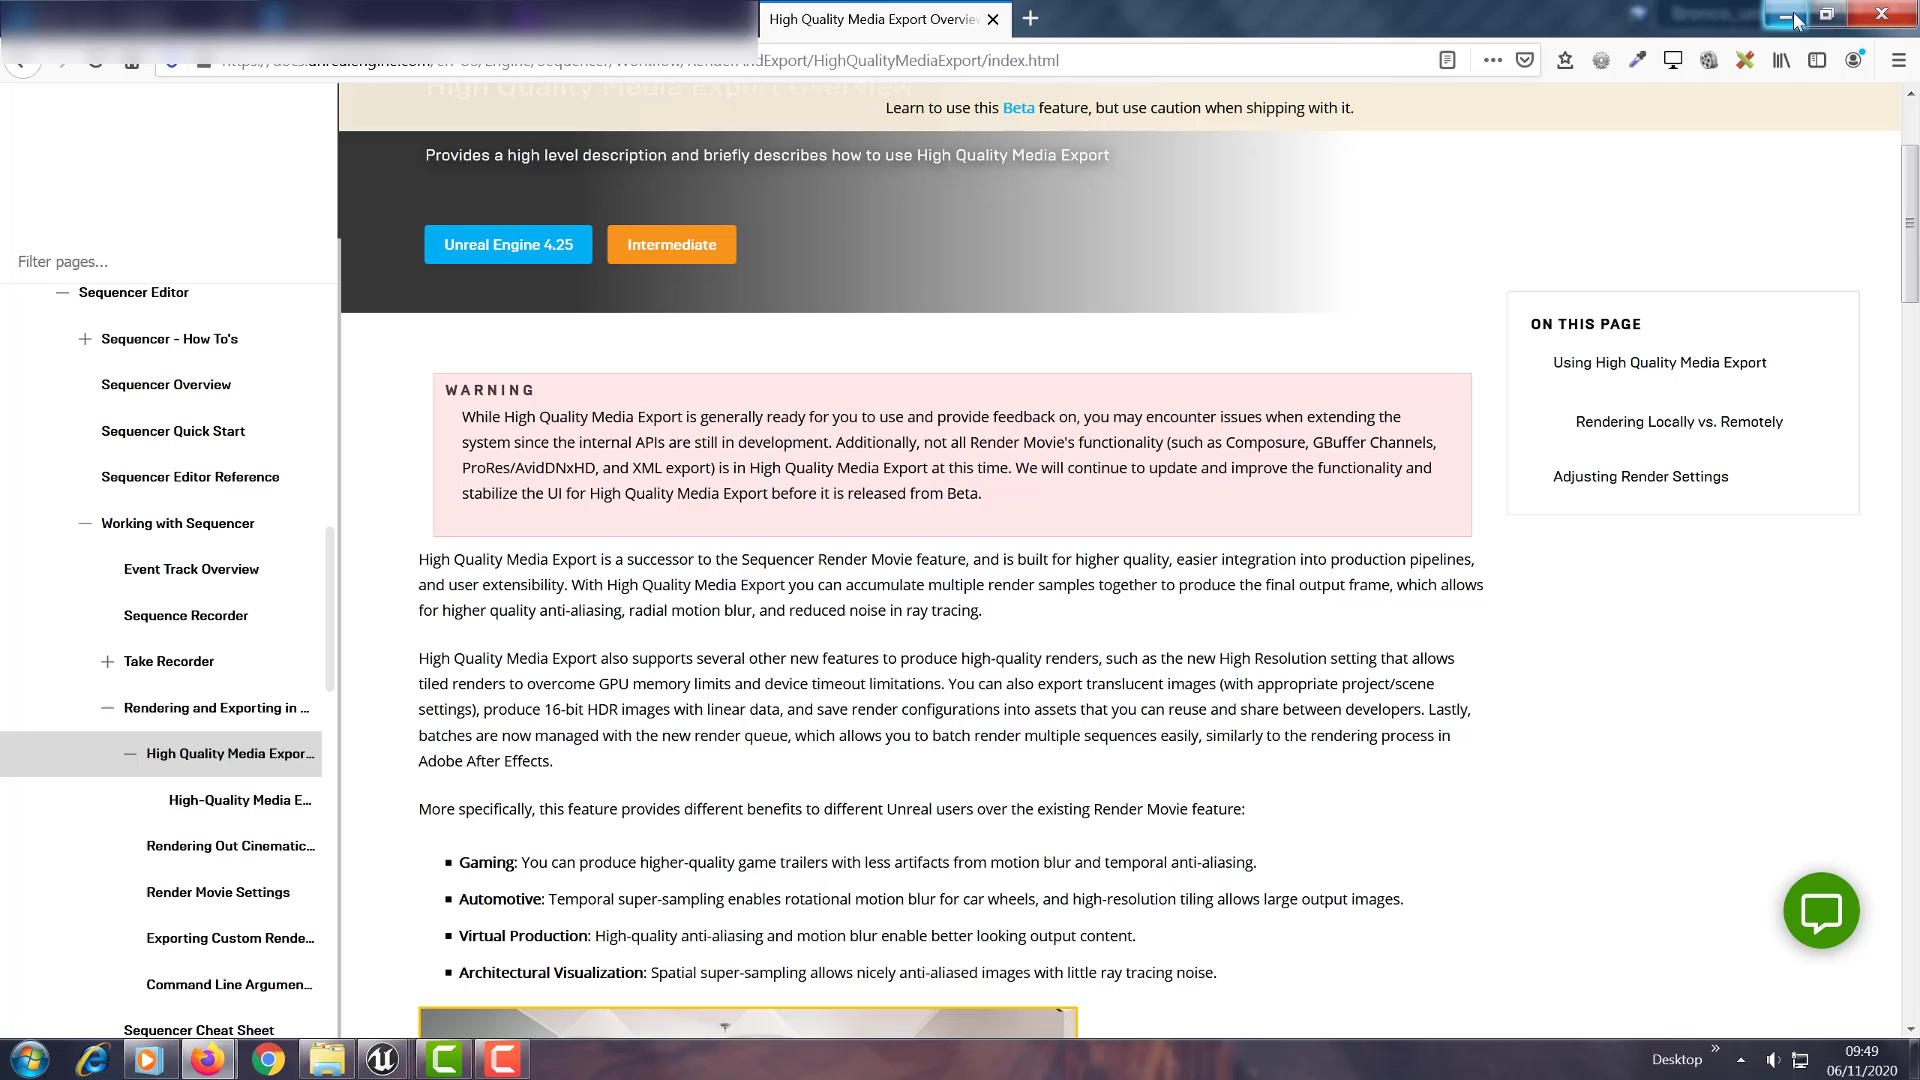 High Quality Media Export Overvie
https://docs.unrealengine.com/en-US/Engine/Sequencer/Workflow/RenderAndExport/HighQualityMediaExport/index.html
High Quality Media Export Overview
Learn to use this Beta feature, but use caution when shipping with it.
Provides a high level description and briefly describes how to use High Quality Media Export
Unreal Engine 4.25
Intermediate
Filter pages...
Sequencer Editor
Sequencer - How To's
Sequencer Overview
Sequencer Quick Start
Sequencer Editor Reference
Working with Sequencer
Event Track Overview
Sequence Recorder
Take Recorder
Rendering and Exporting in ...
High Quality Media Expor...
High-Quality Media E...
Rendering Out Cinematic...
Render Movie Settings
Exporting Custom Rende...
Command Line Argumen...
Sequencer Cheat Sheet
WARNING
While High Quality Media Export is generally ready for you to use and provide feedback on, you may encounter issues when extending the
system since the internal APIs are still in development. Additionally, not all Render Movie's functionality (such as Composure, GBuffer Channels,
ProRes/AvidDNxHD, and XML export) is in High Quality Media Export at this time. We will continue to update and improve the functionality and
stabilize the UI for High Quality Media Export before it is released from Beta.
High Quality Media Export is a successor to the Sequencer Render Movie feature, and is built for higher quality, easier integration into production pipelines,
and user extensibility. With High Quality Media Export you can accumulate multiple render samples together to produce the final output frame, which allows
for higher quality anti-aliasing, radial motion blur, and reduced noise in ray tracing.
High Quality Media Export also supports several other new features to produce high-quality renders, such as the new High Resolution setting that allows
tiled renders to overcome GPU memory limits and device timeout limitations. You can also export translucent images (with appropriate project/scene
settings), produce 16-bit HDR images with linear data, and save render configurations into assets that you can reuse and share between developers. Lastly,
batches are now managed with the new render queue, which allows you to batch render multiple sequences easily, similarly to the rendering process in
Adobe After Effects.
More specifically, this feature provides different benefits to different Unreal users over the existing Render Movie feature:
Gaming: You can produce higher-quality game trailers with less artifacts from motion blur and temporal anti-aliasing.
Automotive: Temporal super-sampling enables rotational motion blur for car wheels, and high-resolution tiling allows large output images.
Virtual Production: High-quality anti-aliasing and motion blur enable better looking output content.
Architectural Visualization: Spatial super-sampling allows nicely anti-aliased images with little ray tracing noise.
ON THIS PAGE
Using High Quality Media Export
Rendering Locally vs. Remotely
Adjusting Render Settings
Desktop
09:49
06/11/2020